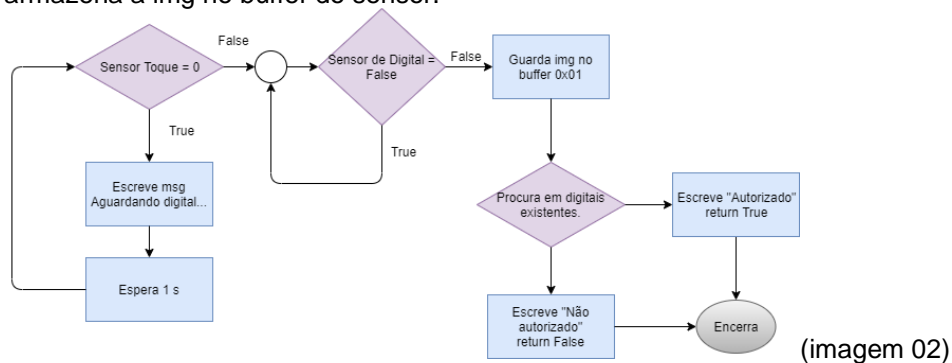 armazena a img no buffer do sensor.
False
Sensor Toque = 0
Sensor de Digital =
False
False
Guarda img no
buffer 0x01
True
True
Escreve msg
Aguardando digital...
Procura em digitais
existentes.
Escreve "Autorizado"
return True
Espera 1 s
Escreve "Não
autorizado"
return False
Encerra
(imagem 02)